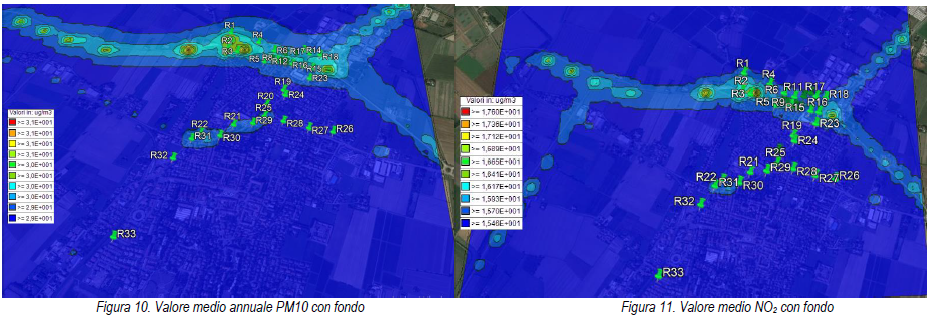 R1
R2
R3
R4
R5
R6
R17
R14
R18
R12
R16
R15
R23
R19
R24
R20
R25
R21
R29
R28
R27
R26
R22
R31
R30
R32
R33
Valori in: ug/m3
>= 3,1E+001
>= 3,1E+001
>= 3,1E+001
>= 3,1E+001
>= 3,0E+001
>= 3,0E+001
>= 3,0E+001
>= 3,0E+001
>= 2,9E+001
>= 2,9E+001
Figura 10. Valore medio annuale PM10 con fondo
R1
R2
R3
R4
R6
R11
R17
R18
R5
R9
R15
R16
R23
R19
R24
R25
R21
R29
R28
R27
R26
R22
R31
R30
R32
R33
Valori in: ug/m3
>= 1,760E+001
>= 1,736E+001
>= 1,712E+001
>= 1,689E+001
>= 1,665E+001
>= 1,641E+001
>= 1,617E+001
>= 1,593E+001
>= 1,570E+001
>= 1,546E+001
Figura 11. Valore medio NO₂ con fondo